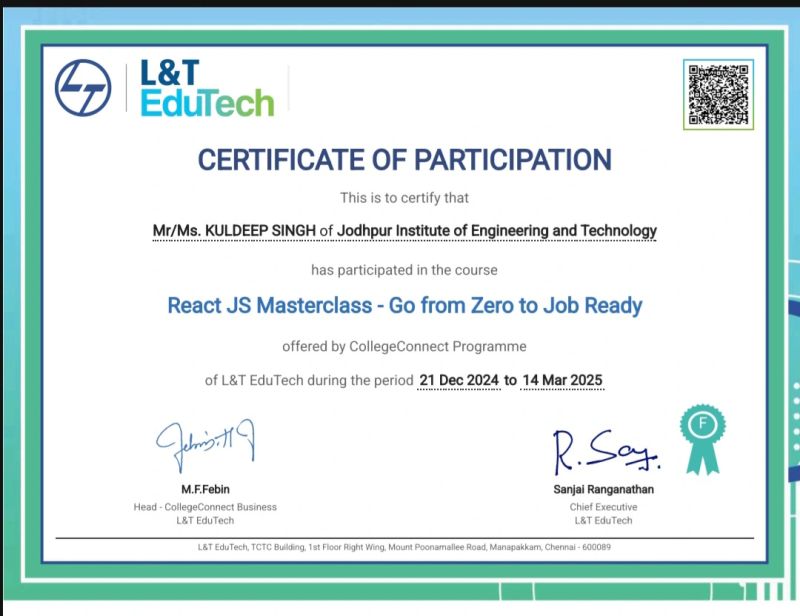 L&T
EduTech
CERTIFICATE OF PARTICIPATION
This is to certify that
Mr/Ms. KULDEEP SINGH of Jodhpur Institute of Engineering and Technology
has participated in the course
React JS Masterclass - Go from Zero to Job Ready
offered by CollegeConnect Programme
of L&T EduTech during the period 21 Dec 2024 to 14 Mar 2025
R. Say.
F
M.F.Febin
Sanjai Ranganathan
Head - CollegeConnect Business
Chief Executive
L&T EduTech
L&T EduTech
L&T EduTech, TCTC Building, 1st Floor Right Wing, Mount Poonamallee Road, Manapakkam, Chennai - 600089